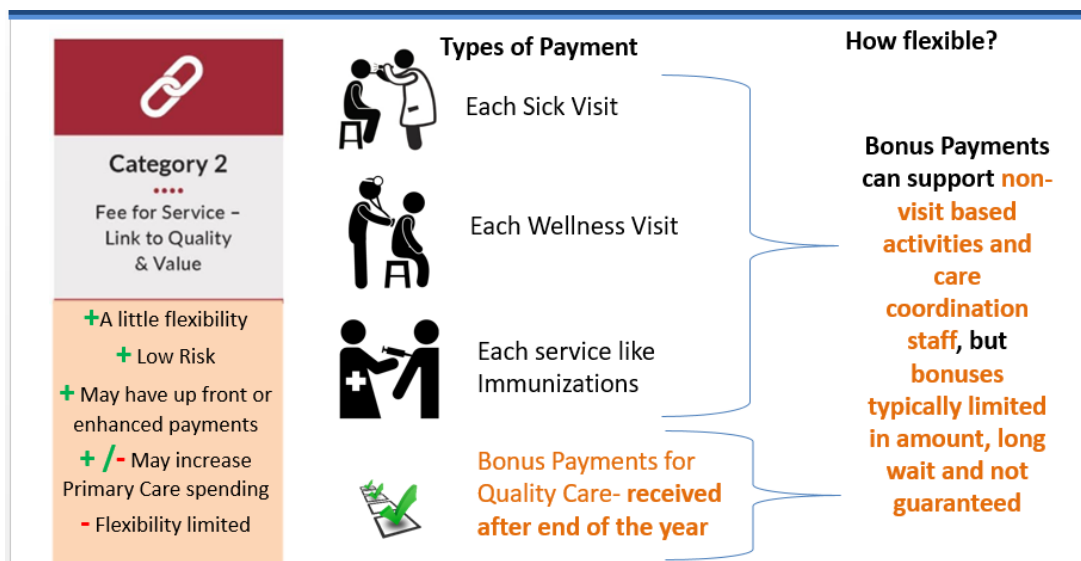 Category 2
Fee for Service –
Link to Quality
& Value
+A little flexibility
+ Low Risk
+ May have up front or
enhanced payments
+ /- May increase
Primary Care spending
- Flexibility limited
Types of Payment
Each Sick Visit
Each Wellness Visit
Each service like
Immunizations
Bonus Payments for
Quality Care- received
after end of the year
How flexible?
Bonus Payments
can support non-
visit based
activities and
care
coordination
staff, but
bonuses
typically limited
in amount, long
wait and not
guaranteed